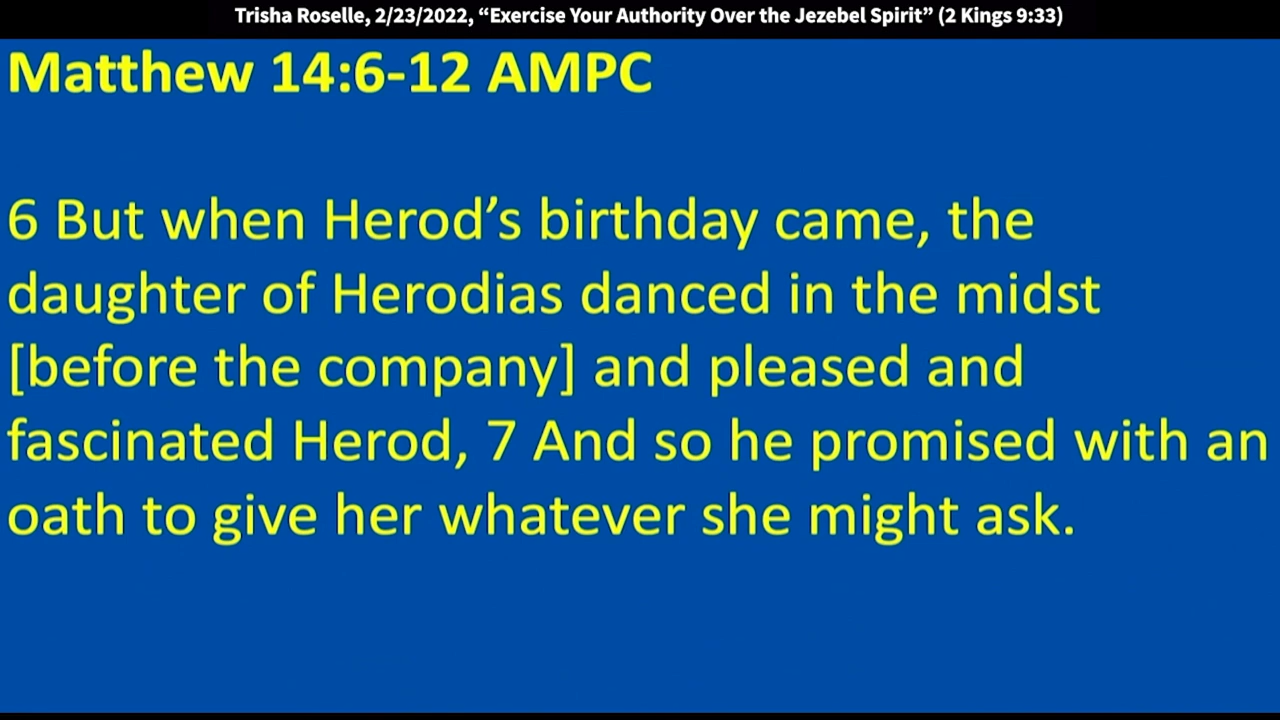 Trisha Roselle, 2/23/2022, “Exercise Your Authority Over the Jezebel Spirit” (2 Kings 9:33)
Matthew 14:6-12 AMPC
6 But when Herod’s birthday came, the
daughter of Herodias danced in the midst
[before the company] and pleased and
fascinated Herod, 7 And so he promised with an
oath to give her whatever she might ask.